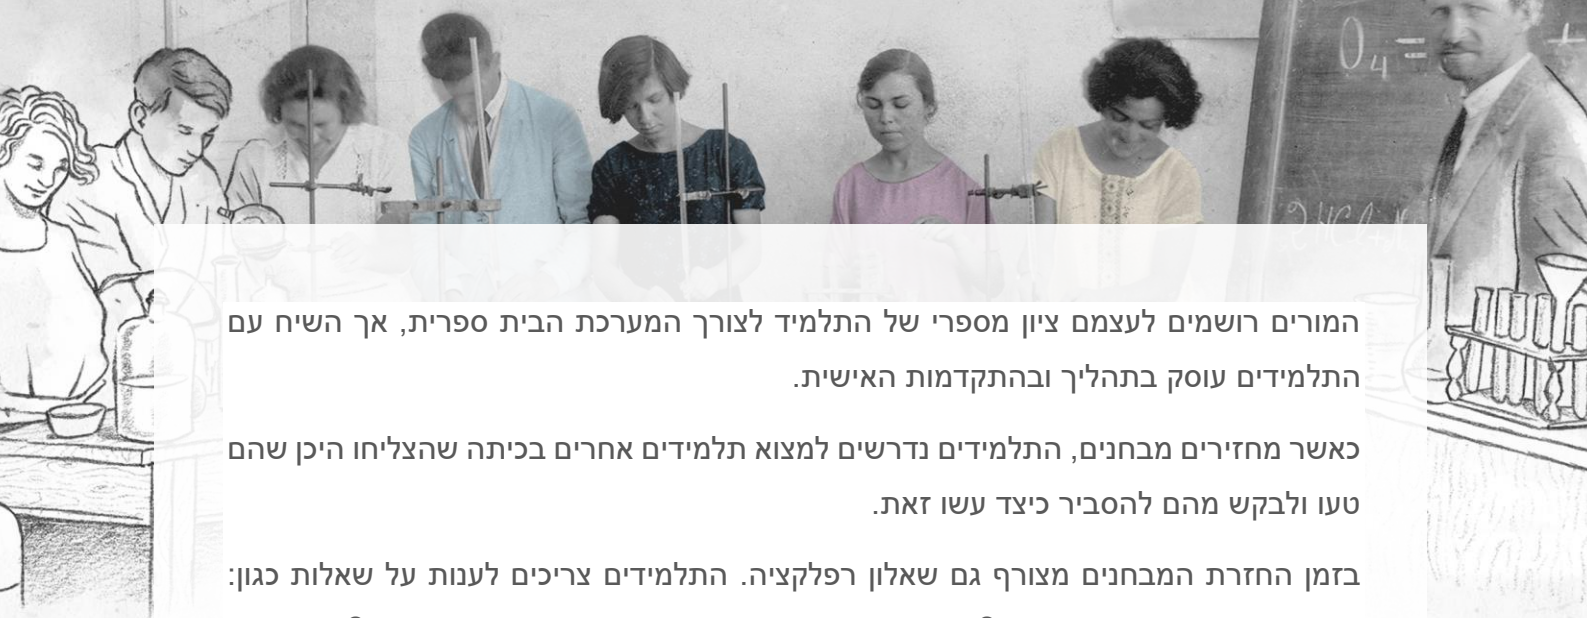 O₄ =
2HCl+
המורים רושמים לעצמם ציון מספרי של התלמיד לצורך המערכת הבית ספרית, אך השיח עם
התלמידים עוסק בתהליך ובהתקדמות האישית.
כאשר מחזירים מבחנים, התלמידים נדרשים למצוא תלמידים אחרים בכיתה שהצליחו היכן שהם
טעו ולבקש מהם להסביר כיצד עשו זאת.
בזמן החזרת המבחנים מצורף גם שאלון רפלקציה. התלמידים צריכים לענות על שאלות כגון: